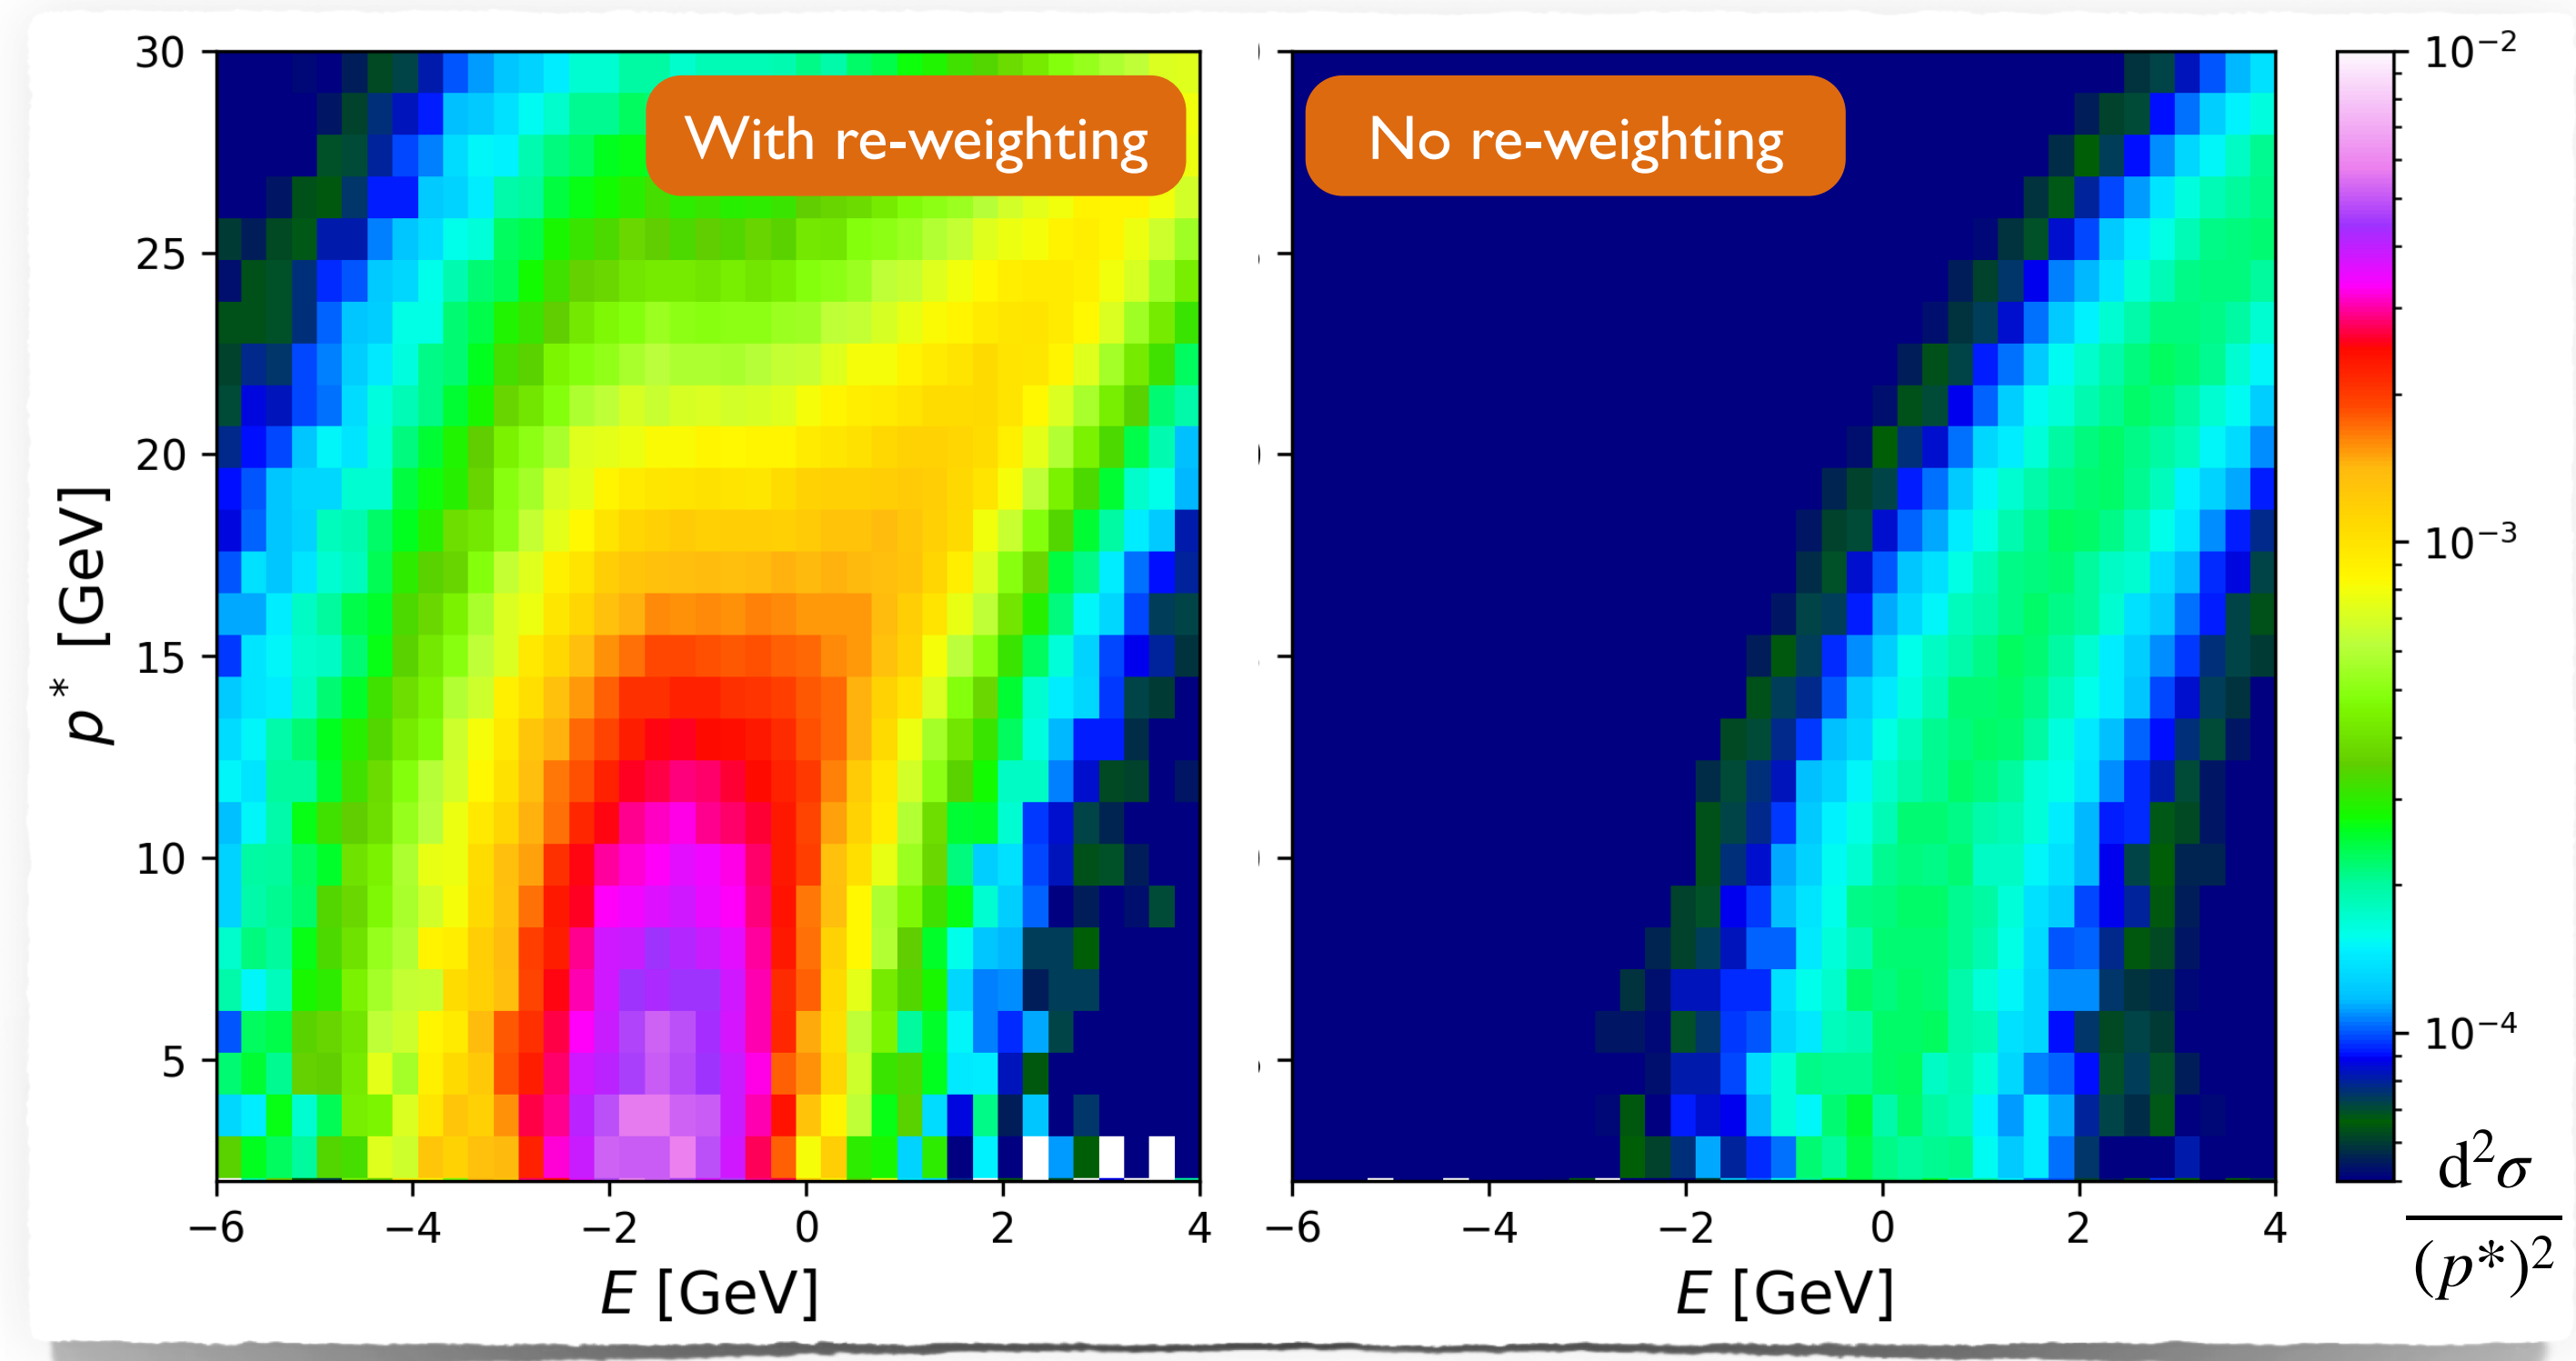 With re-weighting
No re-weighting
30
25
20
15
10
5
p* [GeV]
−6 −4 −2 0 2 4
E [GeV]
−6 −4 −2 0 2 4
E [GeV]
10⁻²
10⁻³
10⁻⁴
d²σ
(p*)²